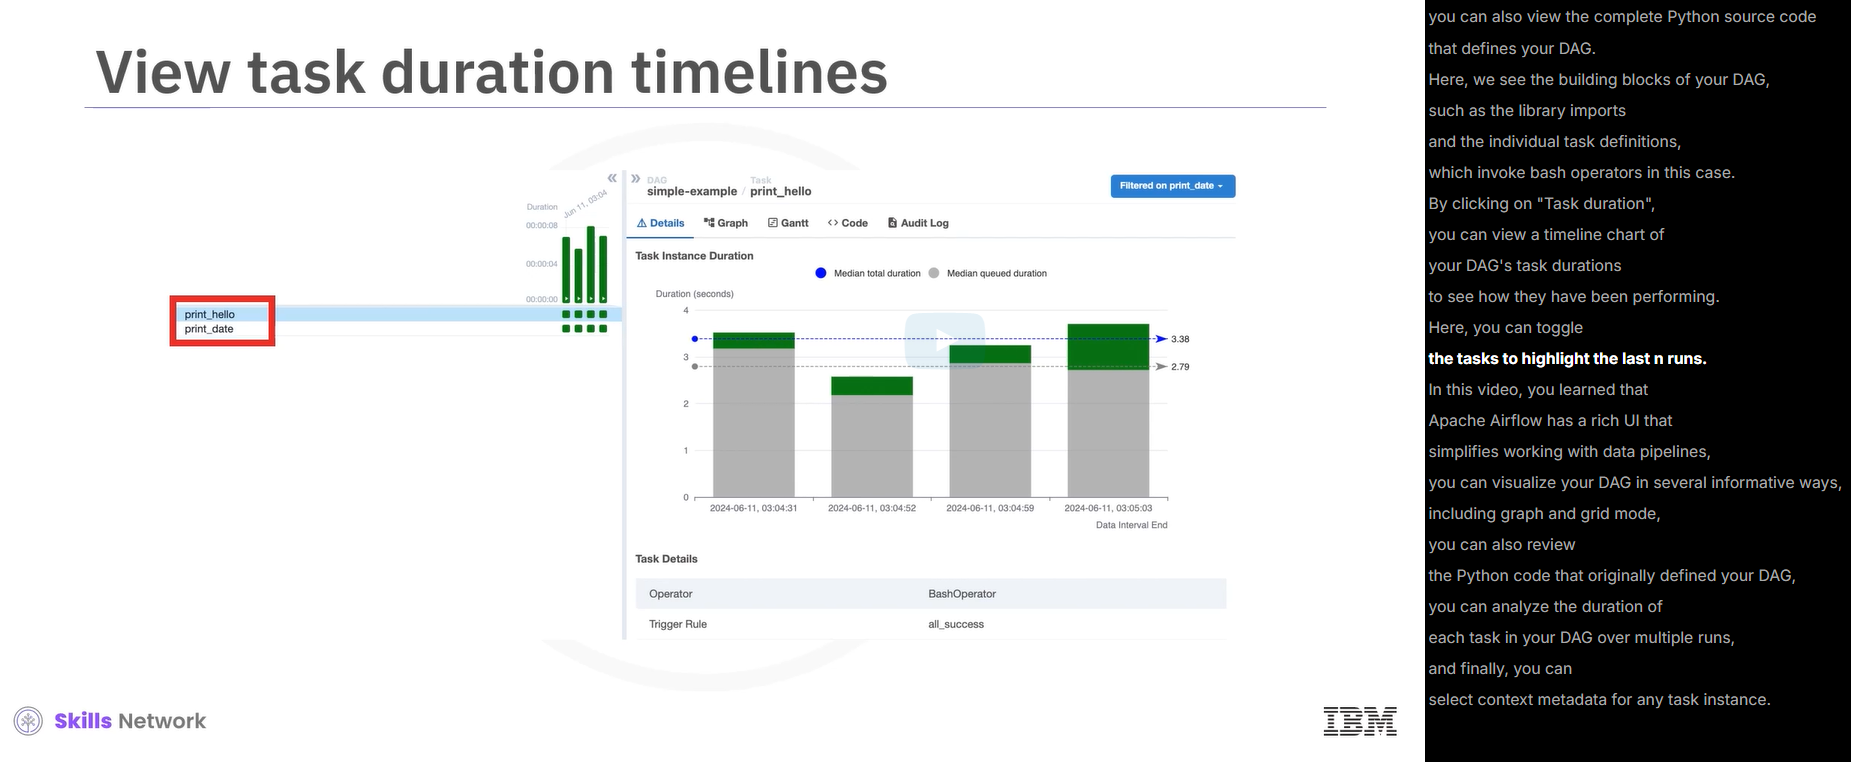 View task duration timelines
DAG
simple-example / print_hello
Task
Filtered on print_date
Details
Graph
Gantt
Code
Audit Log
Duration
Jun 11, 03:04
00:00:08
00:00:04
00:00:00
print_hello
print_date
Task Instance Duration
Median total duration
Median queued duration
Duration (seconds)
4
3
2
1
0
3.38
2.79
2024-06-11, 03:04:31
2024-06-11, 03:04:52
2024-06-11, 03:04:59
2024-06-11, 03:05:03
Data Interval End
Task Details
Operator BashOperator
Trigger Rule all_success
Skills Network
IBM
you can also view the complete Python source code
that defines your DAG.
Here, we see the building blocks of your DAG,
such as the library imports
and the individual task definitions,
which invoke bash operators in this case.
By clicking on "Task duration",
you can view a timeline chart of
your DAG's task durations
to see how they have been performing.
Here, you can toggle
the tasks to highlight the last n runs.
In this video, you learned that
Apache Airflow has a rich UI that
simplifies working with data pipelines,
you can visualize your DAG in several informative ways,
including graph and grid mode,
you can also review
the Python code that originally defined your DAG,
you can analyze the duration of
each task in your DAG over multiple runs,
and finally, you can
select context metadata for any task instance.